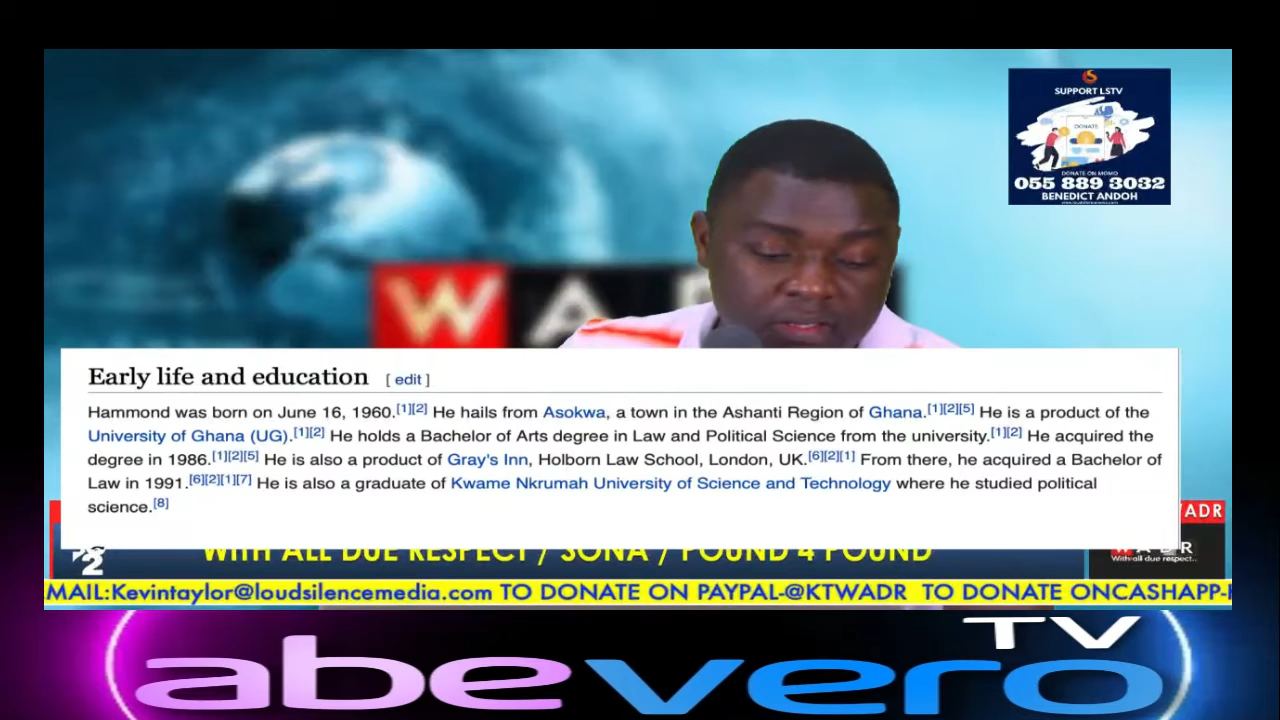 SUPPORT LSTV
DONATE
DONATE ON MOMO
055 889 3032
BENEDICT ANDOH
W A
Early life and education [ edit ]
Hammond was born on June 16, 1960.[1][2] He hails from Asokwa, a town in the Ashanti Region of Ghana.[1][2][5] He is a product of the
University of Ghana (UG).[1][2] He holds a Bachelor of Arts degree in Law and Political Science from the university.[1][2] He acquired the
degree in 1986.[1][2][5] He is also a product of Gray's Inn, Holborn Law School, London, UK.[6][2][1] From there, he acquired a Bachelor of
Law in 1991.[6][2][1][7] He is also a graduate of Kwame Nkrumah University of Science and Technology where he studied political
science.[8]
WADR
WITH ALL DUE RESPECT / SONA / POUND 4 POUND
WADR
With all due respect..
MAIL:Kevintaylor@loudsilencemedia.com TO DONATE ON PAYPAL-@KTWADR TO DONATE ONCASHAPP-
TV
abevero